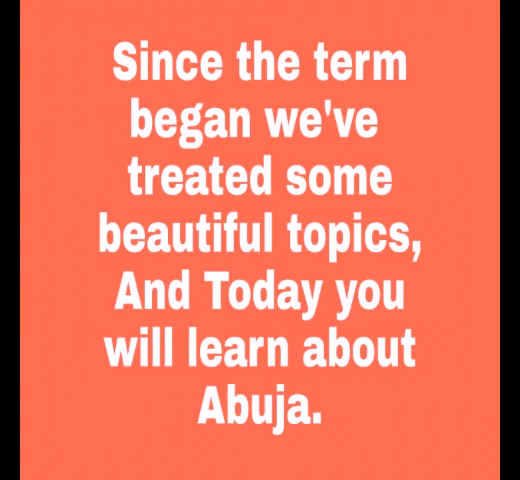 Since the term
began we've
treated some
beautiful topics,
And Today you
will learn about
Abuja.